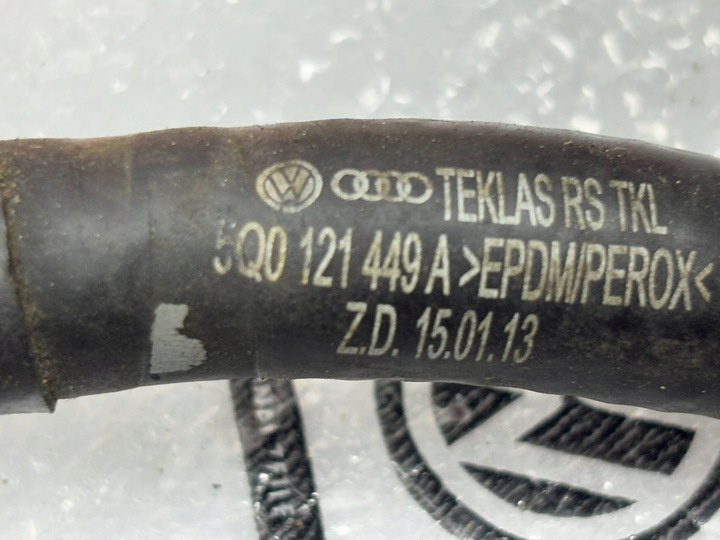 TEKLAS RS TKL
5Q0 121 449 A >EPDM/PEROX<
Z.D. 15.01.13